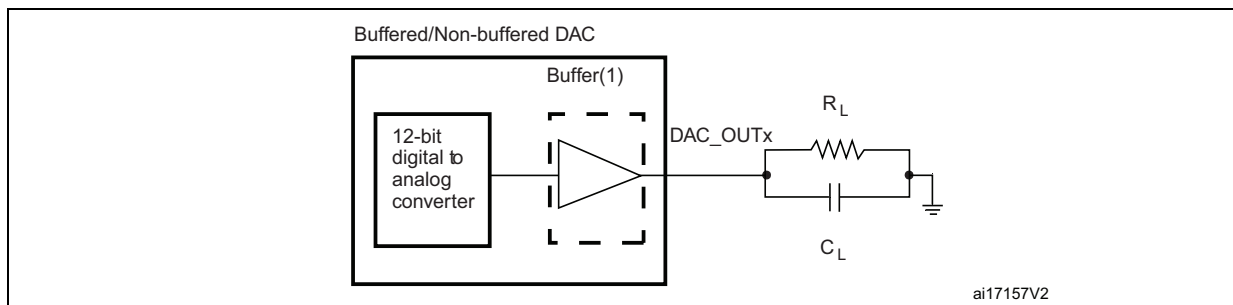 Buffered/Non-buffered DAC
Buffer(1)
12-bit
digital to
analog
converter
DAC_OUTx
R L
C L
ai17157V2